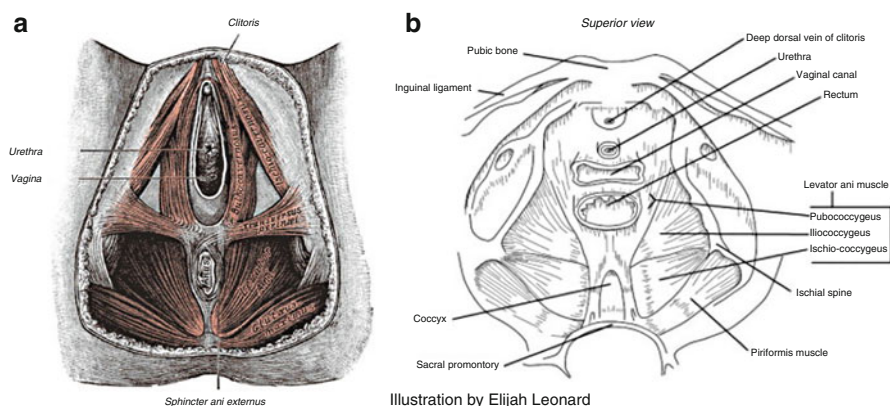 a
Clitoris
Urethra
Vagina
Anus
Sphincter ani externus
b
Superior view
Pubic bone
Inguinal ligament
Deep dorsal vein of clitoris
Urethra
Vaginal canal
Rectum
Levator ani muscle
Pubococcygeus
Iliococcygeus
Ischio-coccygeus
Ischial spine
Coccyx
Sacral promontory
Piriformis muscle
Illustration by Elijah Leonard